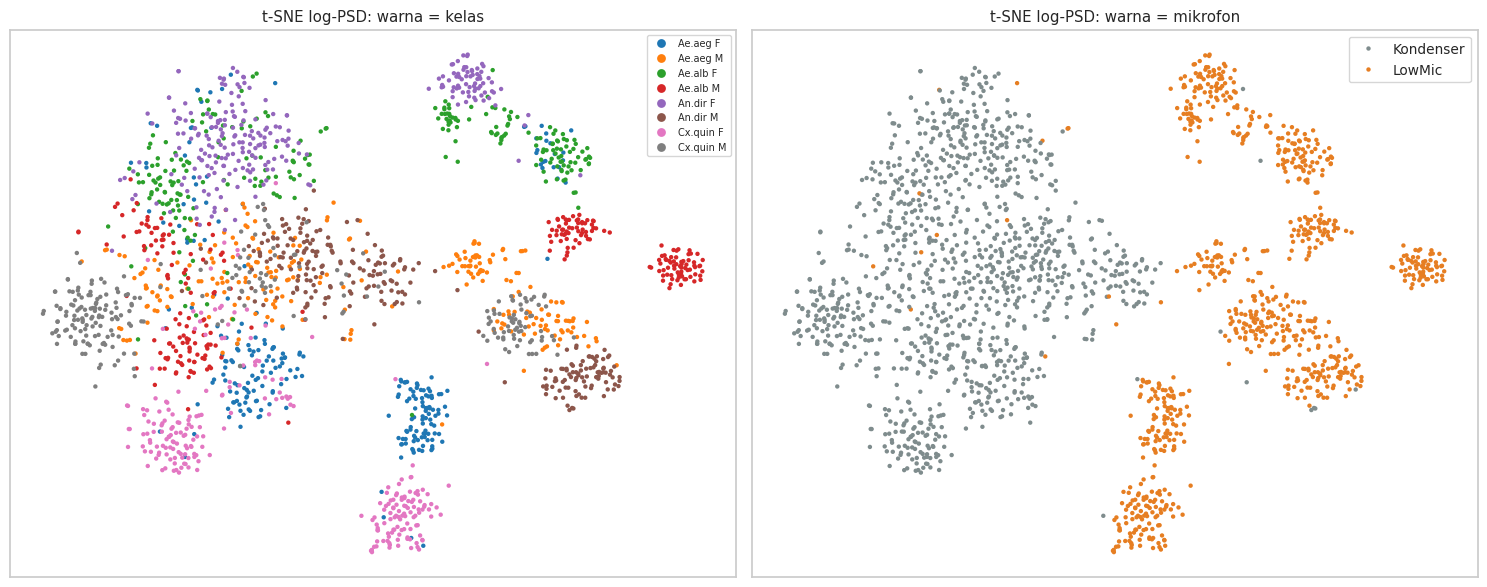 t-SNE log-PSD: warna = kelas
Ae.aeg F
Ae.aeg M
Ae.alb F
Ae.alb M
An.dir F
An.dir M
Cx.quin F
Cx.quin M
t-SNE log-PSD: warna = mikrofon
Kondenser
LowMic